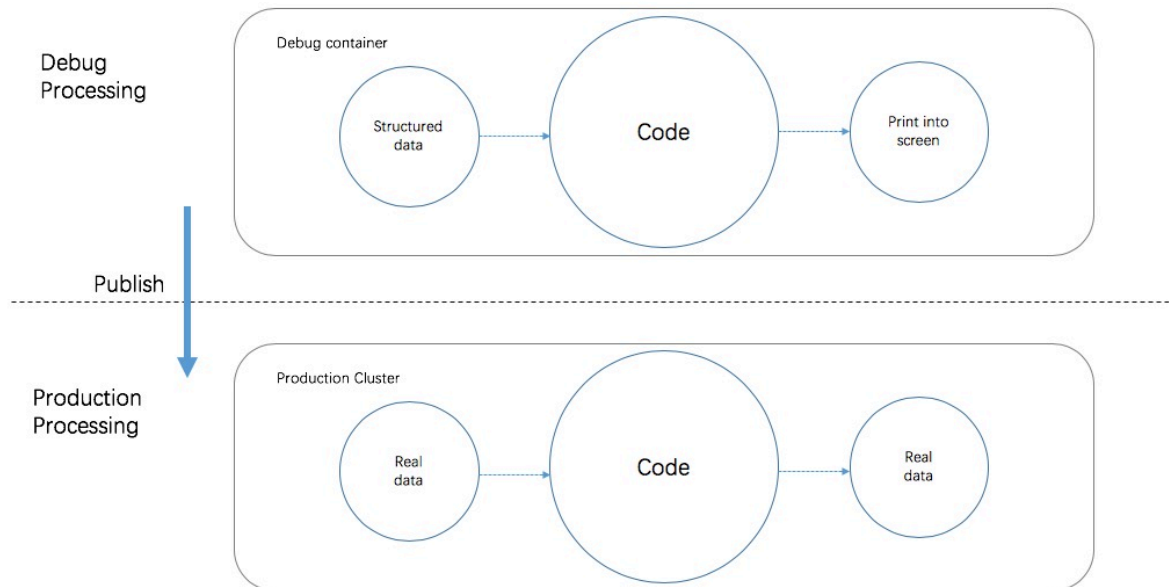 Debug
Processing
Debug container
Structured
data
Code
Print into
screen
Publish
Production
Processing
Production Cluster
Real
data
Code
Real
data